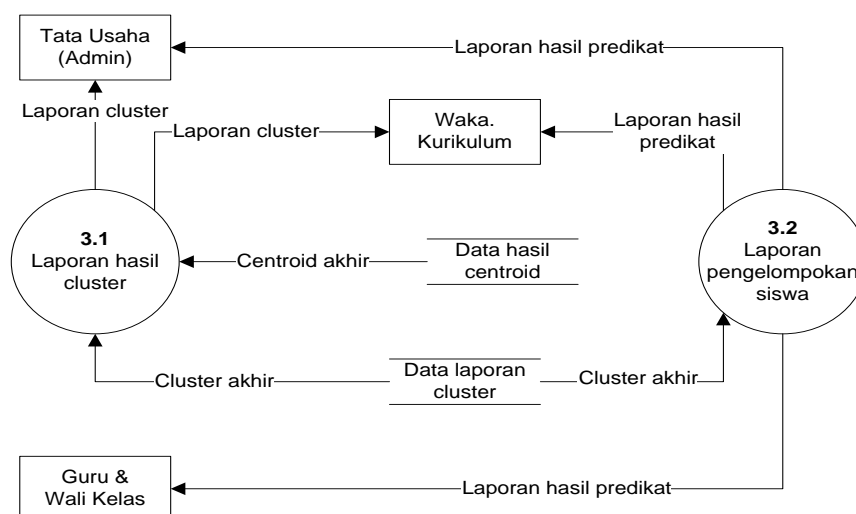 Tata Usaha
(Admin)
Laporan hasil predikat
Laporan cluster
Laporan cluster
Waka.
Kurikulum
Laporan hasil
predikat
3.1
Laporan hasil
cluster
Centroid akhir
Data hasil
centroid
3.2
Laporan
pengelompokan
siswa
Cluster akhir
Data laporan
cluster
Cluster akhir
Guru &
Wali Kelas
Laporan hasil predikat